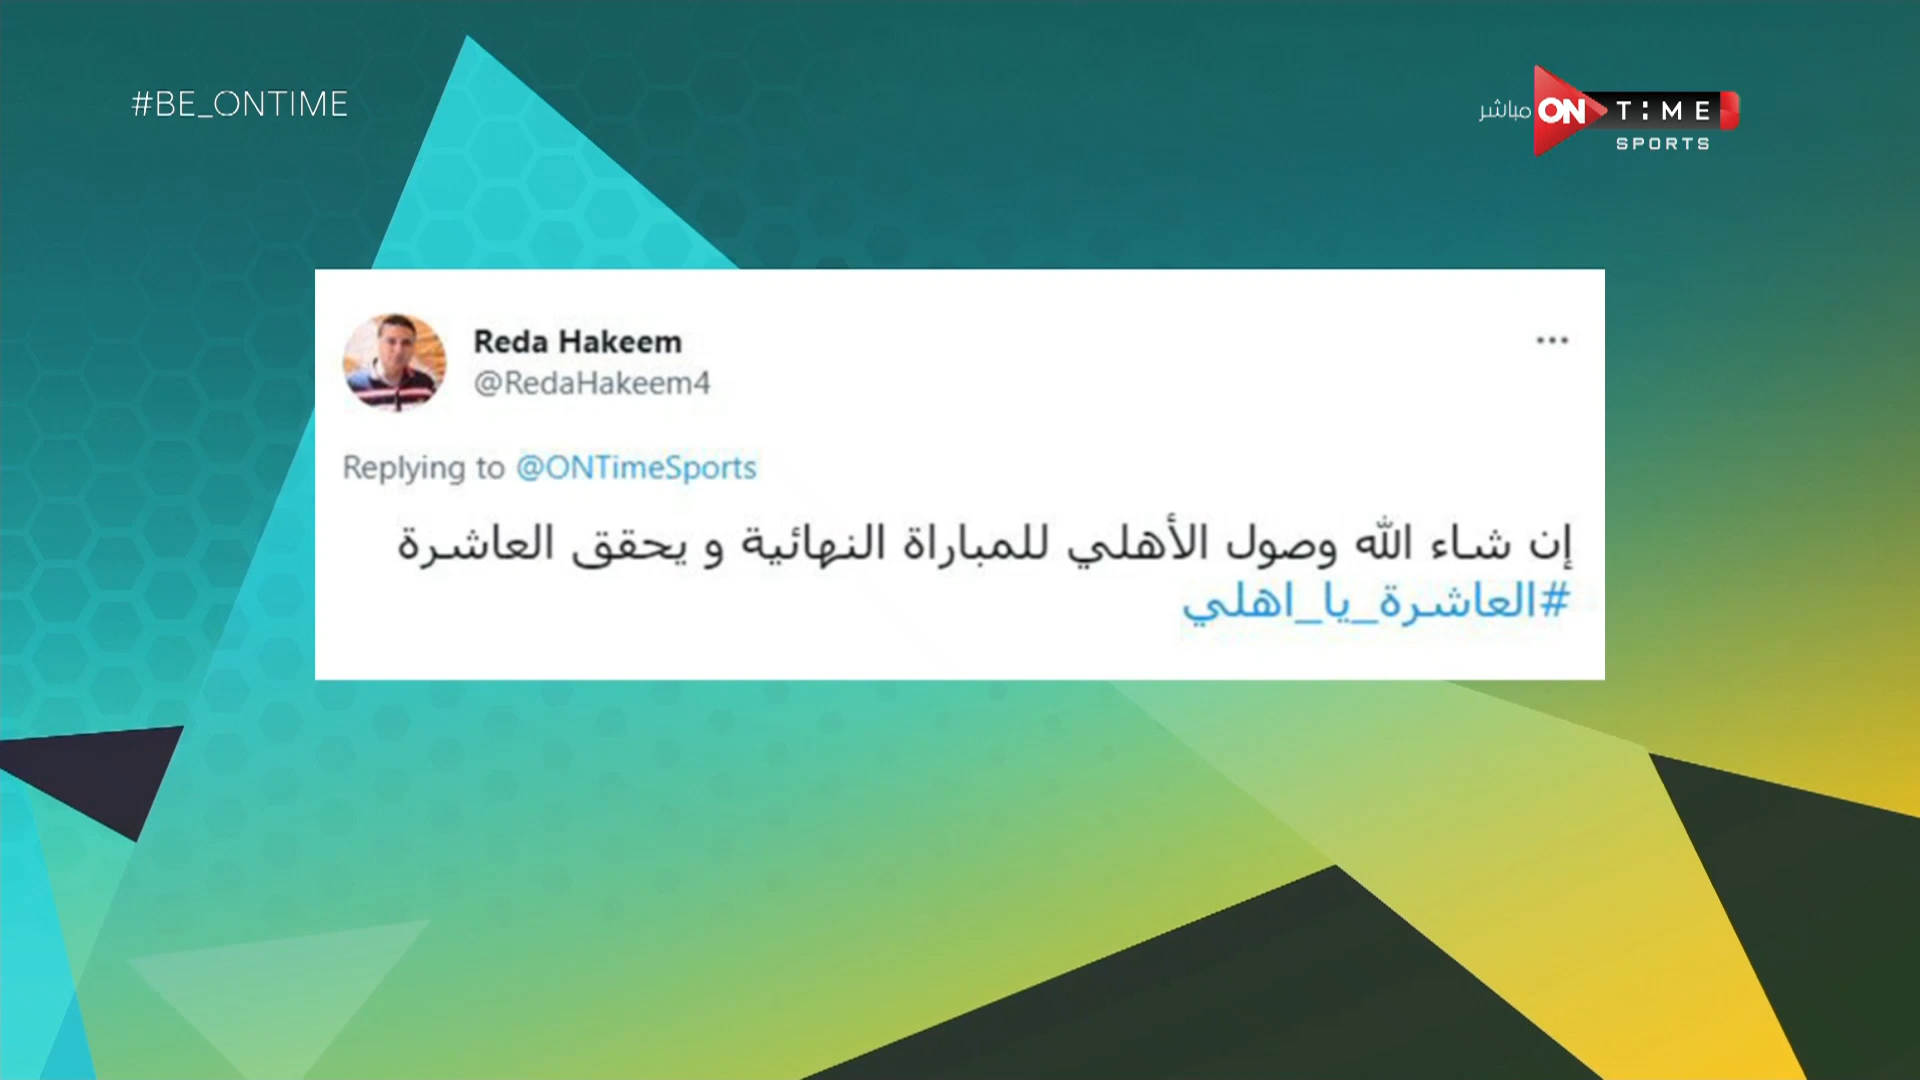 #BE_ONTIME
مباشر ON TIME
SPORTS
Reda Hakeem
@RedaHakeem4
Replying to @ONTimeSports
إن شاء الله وصول الأهلي للمباراة النهائية و يحقق العاشرة
#العاشرة_يا_اهلي